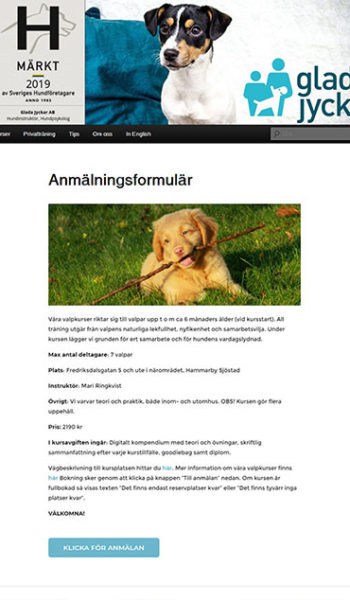 H
MÄRKT
2019
av Sveriges Hundföretagare
ANNO 1983
Glada Jyckar AB
Hundinstruktör, Hundpsykolog
glad
jyck
rser Privatträning Tips Om oss In English
Anmälningsformulär
Våra valpkurser riktar sig till valpar upp t o m ca 6 månaders ålder (vid kursstart). All
träning utgår från valpens naturliga lekfullhet, nyfikenhet och samarbetsvilja. Under
kursen lägger vi grunden för ert samarbete och för hundens vardagslydnad.
Max antal deltagare: 7 valpar
Plats: Fredriksdalsgatan 5 och ute i närområdet, Hammarby Sjöstad
Instruktör: Mari Ringkvist
Övrigt: Vi varvar teori och praktik, både inom- och utomhus. OBS! Kursen gör flera
uppehåll.
Pris: 2190 kr
I kursavgiften ingår: Digitalt kompendium med teori och övningar, skriftlig
sammanfattning efter varje kurstillfälle, goodiebag samt diplom.
Vägbeskrivning till kursplatsen hittar du här. Mer information om våra valpkurser finns
här Bokning sker genom att klicka på knappen "Till anmälan" nedan. Om kursen är
fullbokad så visas texten "Det finns endast reservplatser kvar" eller "Det finns tyvärr inga
platser kvar".
VÄLKOMNA!
KLICKA FÖR ANMÄLAN